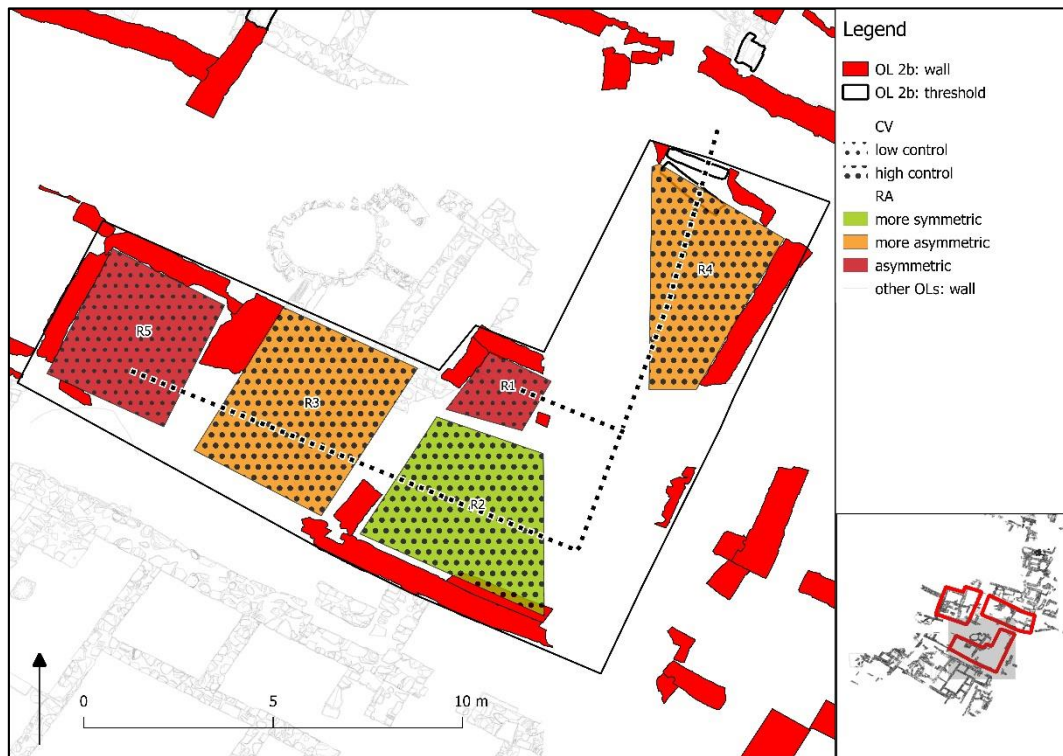 Legend
OL 2b: wall
OL 2b: threshold
CV
low control
high control
RA
more symmetric
more asymmetric
asymmetric
other OLs: wall
R4
R5
R1
R3
R2
0 5 10 m